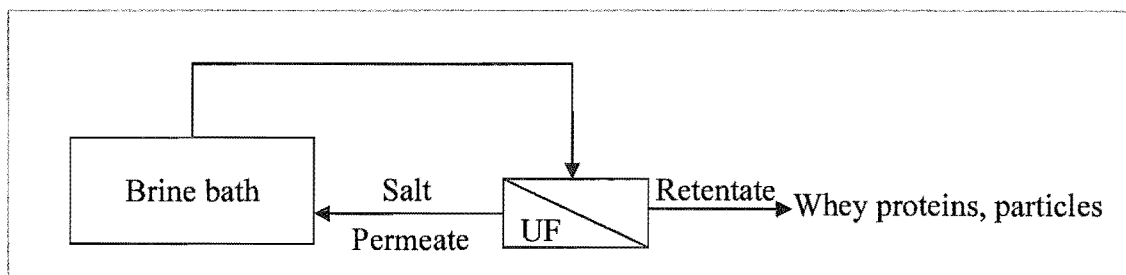 Brine bath
Salt
Permeate
UF
Retentate
Whey proteins, particles